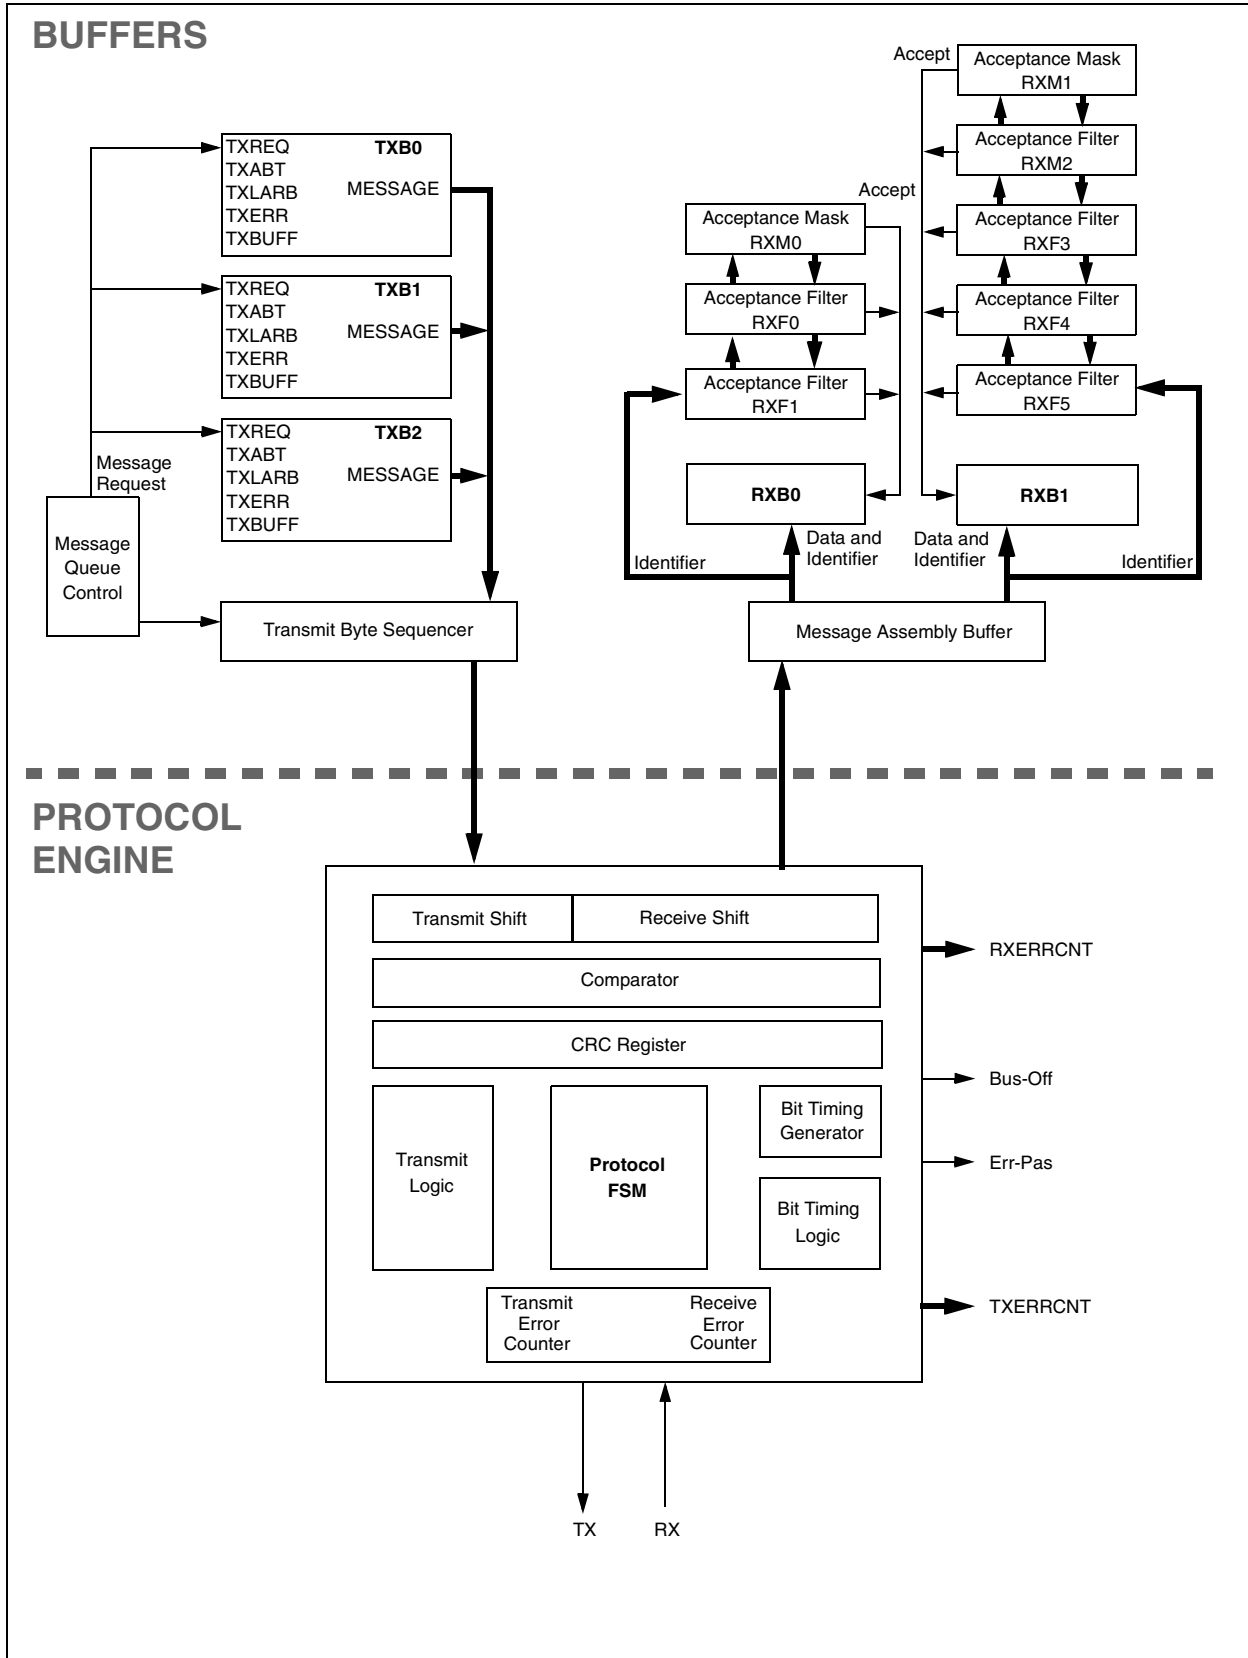 BUFFERS
Accept
Acceptance Mask
RXM1
Acceptance Filter
RXM2
Accept
Acceptance Filter
RXF3
Acceptance Filter
RXF4
Acceptance Filter
RXF5
Acceptance Mask
RXM0
Acceptance Filter
RXF0
Acceptance Filter
RXF1
TXREQ TXB0
TXABT
TXLARB MESSAGE
TXERR
TXBUFF
TXREQ TXB1
TXABT
TXLARB MESSAGE
TXERR
TXBUFF
TXREQ TXB2
TXABT
TXLARB MESSAGE
TXERR
TXBUFF
Message
Request
Message
Queue
Control
RXB0
RXB1
Data and
Identifier
Data and
Identifier
Identifier
Identifier
Transmit Byte Sequencer
Message Assembly Buffer
PROTOCOL
ENGINE
Transmit Shift
Receive Shift
Comparator
CRC Register
Transmit
Logic
Protocol
FSM
Bit Timing
Generator
Bit Timing
Logic
Transmit
Error
Counter
Receive
Error
Counter
RXERRCNT
Bus-Off
Err-Pas
TXERRCNT
TX
RX